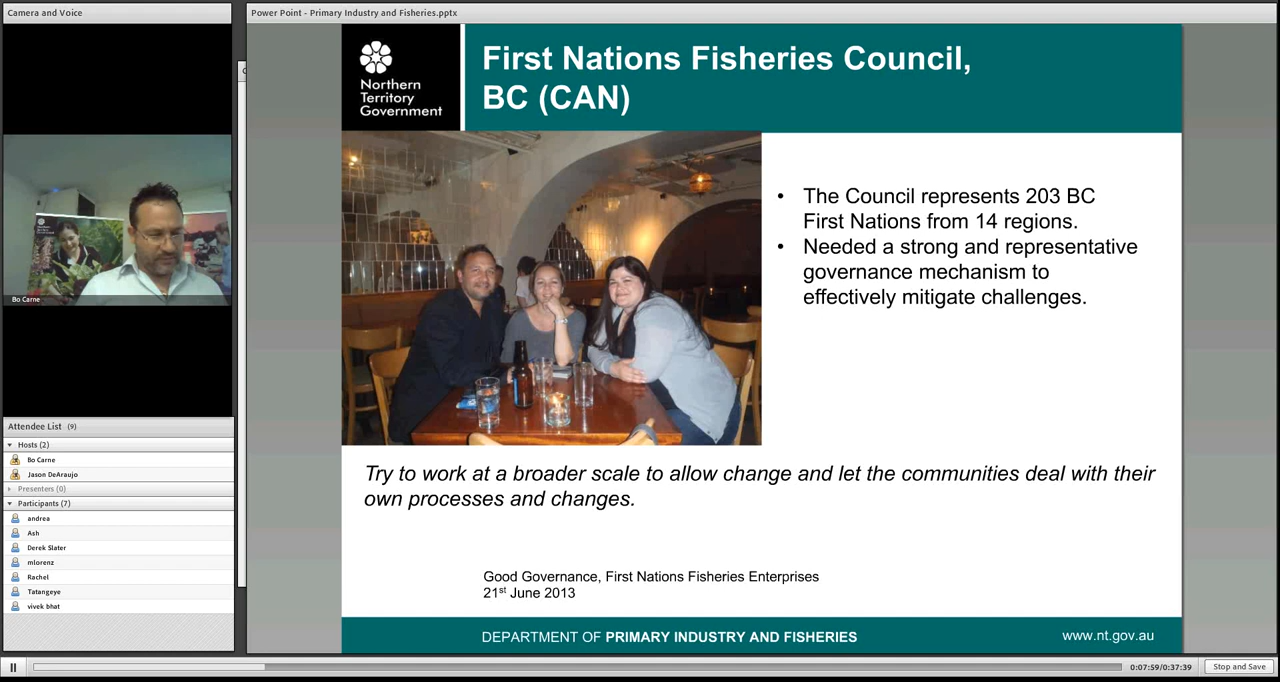 Camera and Voice
Bo Carne
Attendee List (9)
Hosts (2)
Bo Carne
Jason DeAraujo
Presenters (0)
Participants (7)
andrea
Ash
Derek Slater
mlorenz
Rachel
Tatangeye
vivek bhat
Power Point - Primary Industry and Fisheries.pptx
Northern
Territory
Government
First Nations Fisheries Council,
BC (CAN)
• The Council represents 203 BC
First Nations from 14 regions.
• Needed a strong and representative
governance mechanism to
effectively mitigate challenges.
Try to work at a broader scale to allow change and let the communities deal with their
own processes and changes.
Good Governance, First Nations Fisheries Enterprises
21st June 2013
DEPARTMENT OF PRIMARY INDUSTRY AND FISHERIES
www.nt.gov.au
0:07:59/0:37:39
Stop and Save